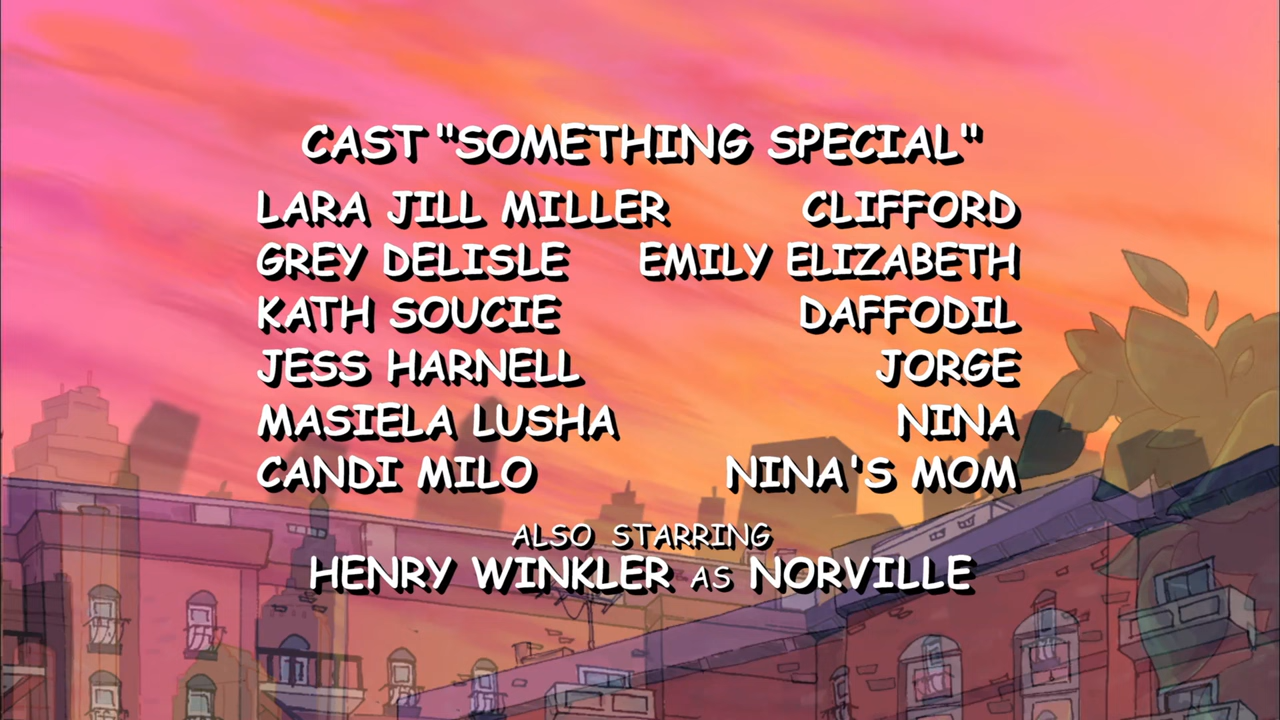 CAST "SOMETHING SPECIAL"
LARA JILL MILLER CLIFFORD
GREY DELISLE EMILY ELIZABETH
KATH SOUCIE DAFFODIL
JESS HARNELL JORGE
MASIELA LUSHA NINA
CANDI MILO NINA'S MOM
ALSO STARRING
HENRY WINKLER AS NORVILLE